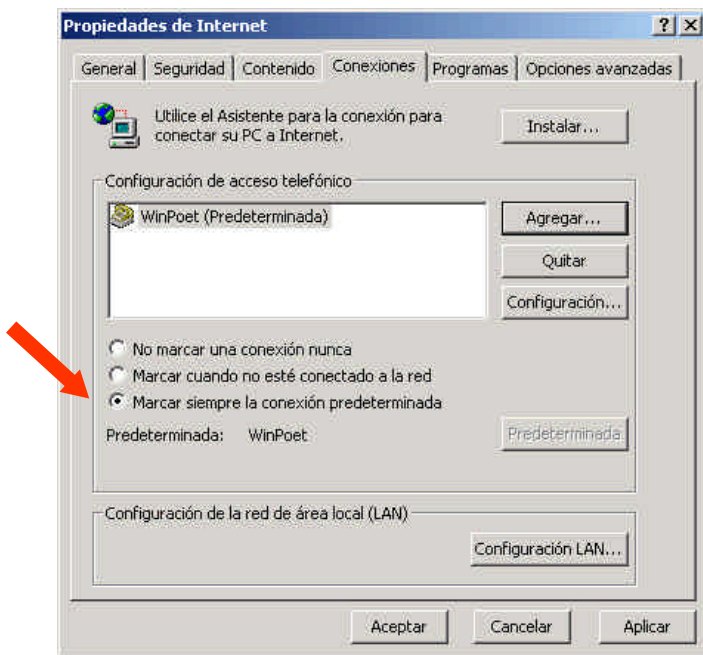 Propiedades de Internet
General Seguridad Contenido Conexiones Programas Opciones avanzadas
Utilice el Asistente para la conexión para
conectar su PC a Internet.
Instalar...
Configuración de acceso telefónico
WinPoet (Predeterminada)
Agregar...
Quitar
Configuración...
No marcar una conexión nunca
Marcar cuando no esté conectado a la red
Marcar siempre la conexión predeterminada
Predeterminada: WinPoet
Predeterminada
Configuración de la red de área local (LAN)
Configuración LAN...
Aceptar Cancelar Aplicar